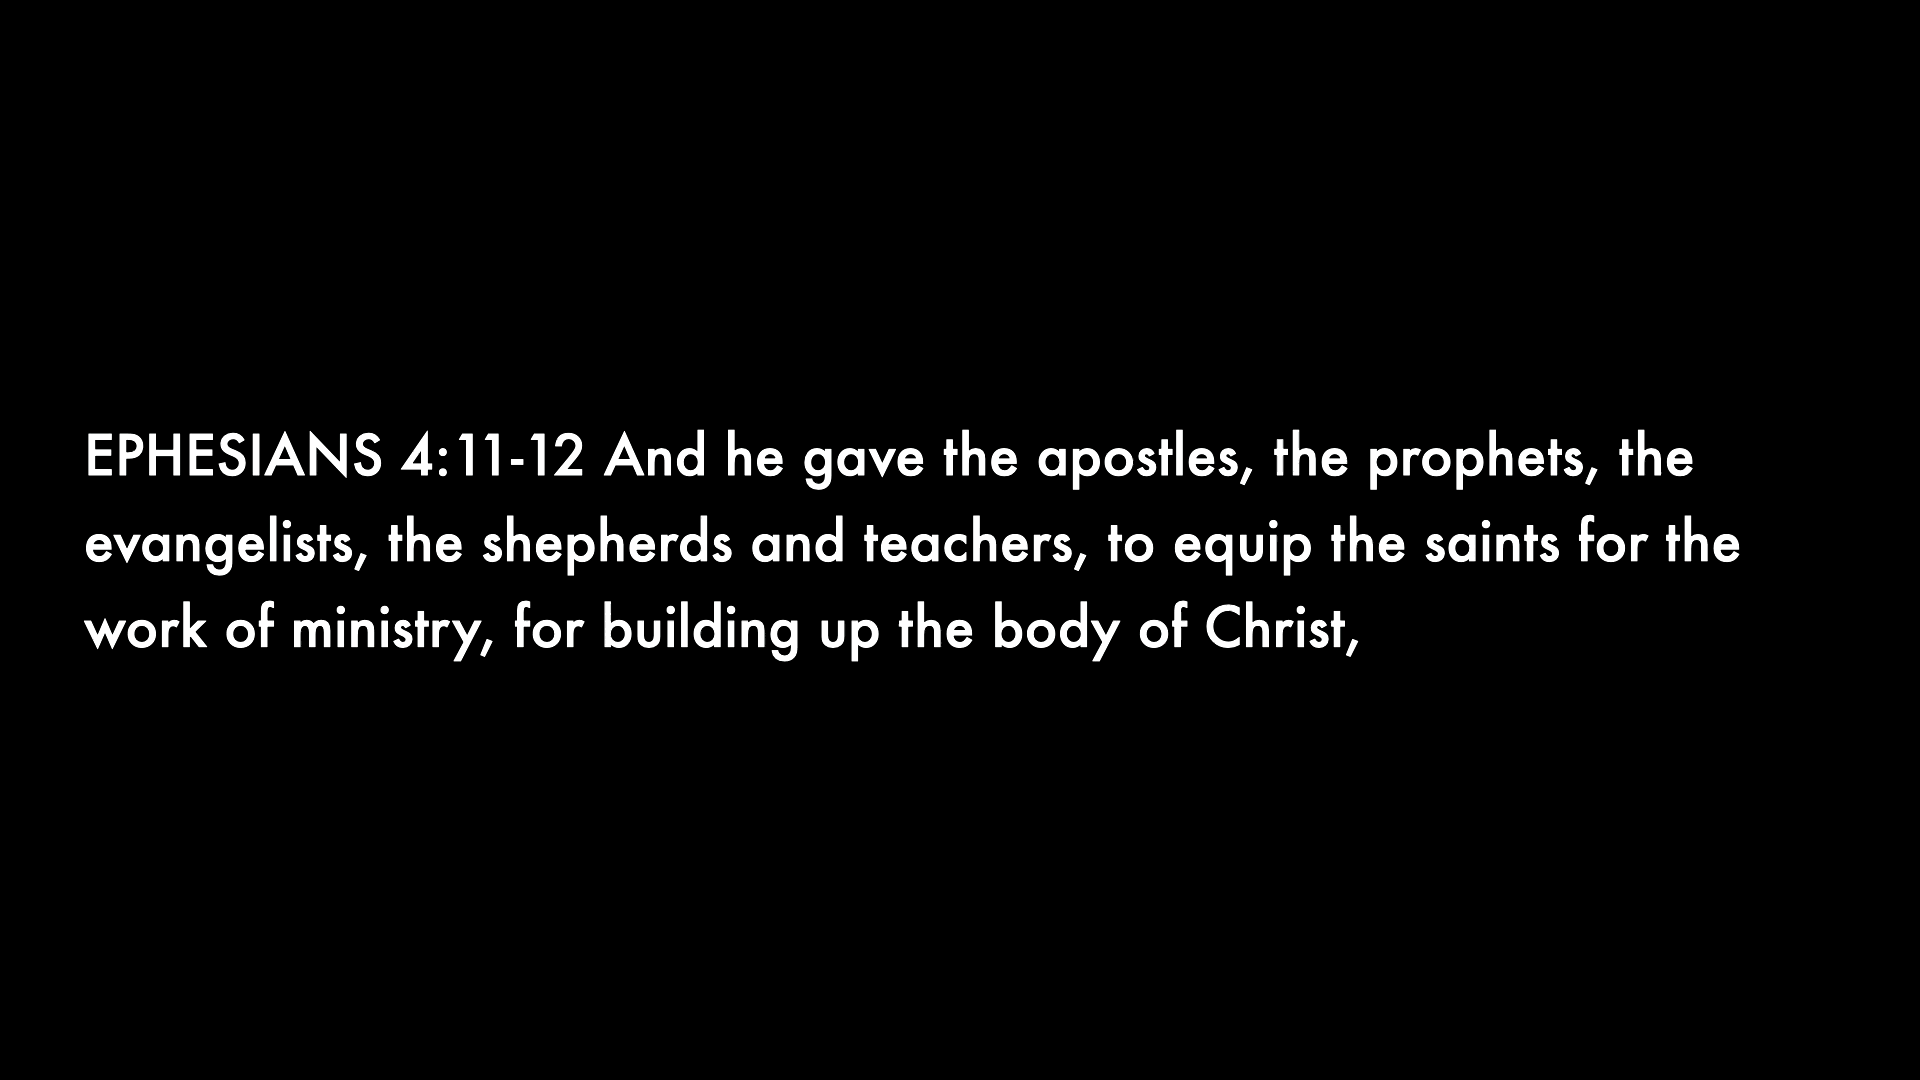 EPHESIANS 4:11-12 And he gave the apostles, the prophets, the
evangelists, the shepherds and teachers, to equip the saints for the
work of ministry, for building up the body of Christ,